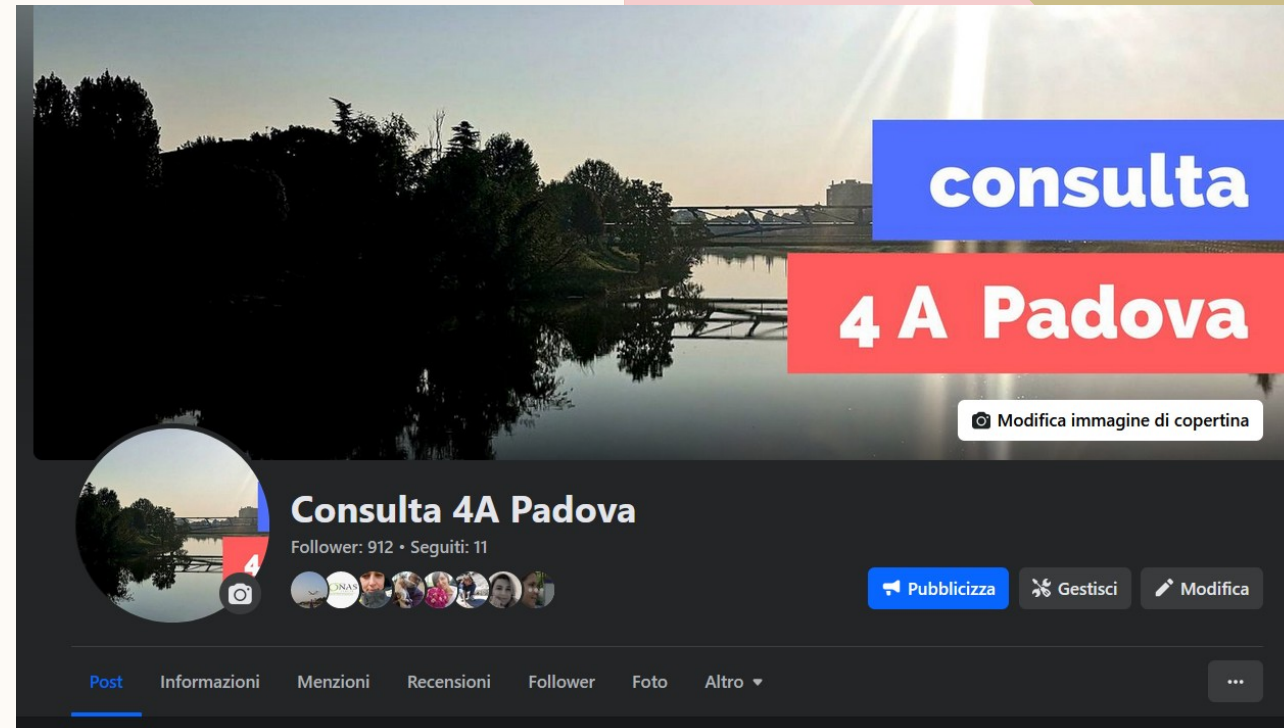 consulta
4 A Padova
Modifica immagine di copertina
4
Consulta 4A Padova
Follower: 912 • Seguiti: 11
ONAS
Pubblicizza Gestisci Modifica
Post Informazioni Menzioni Recensioni Follower Foto Altro